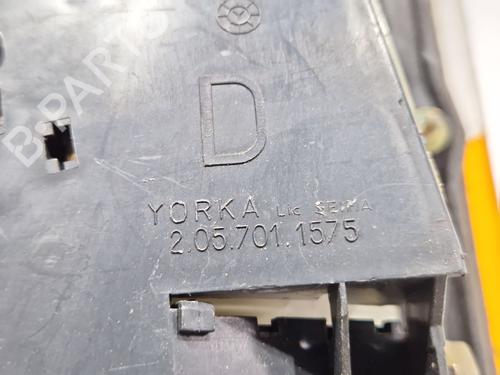 D
YORKA Lic SEIMA
2.05.701.1575
B-PARTS